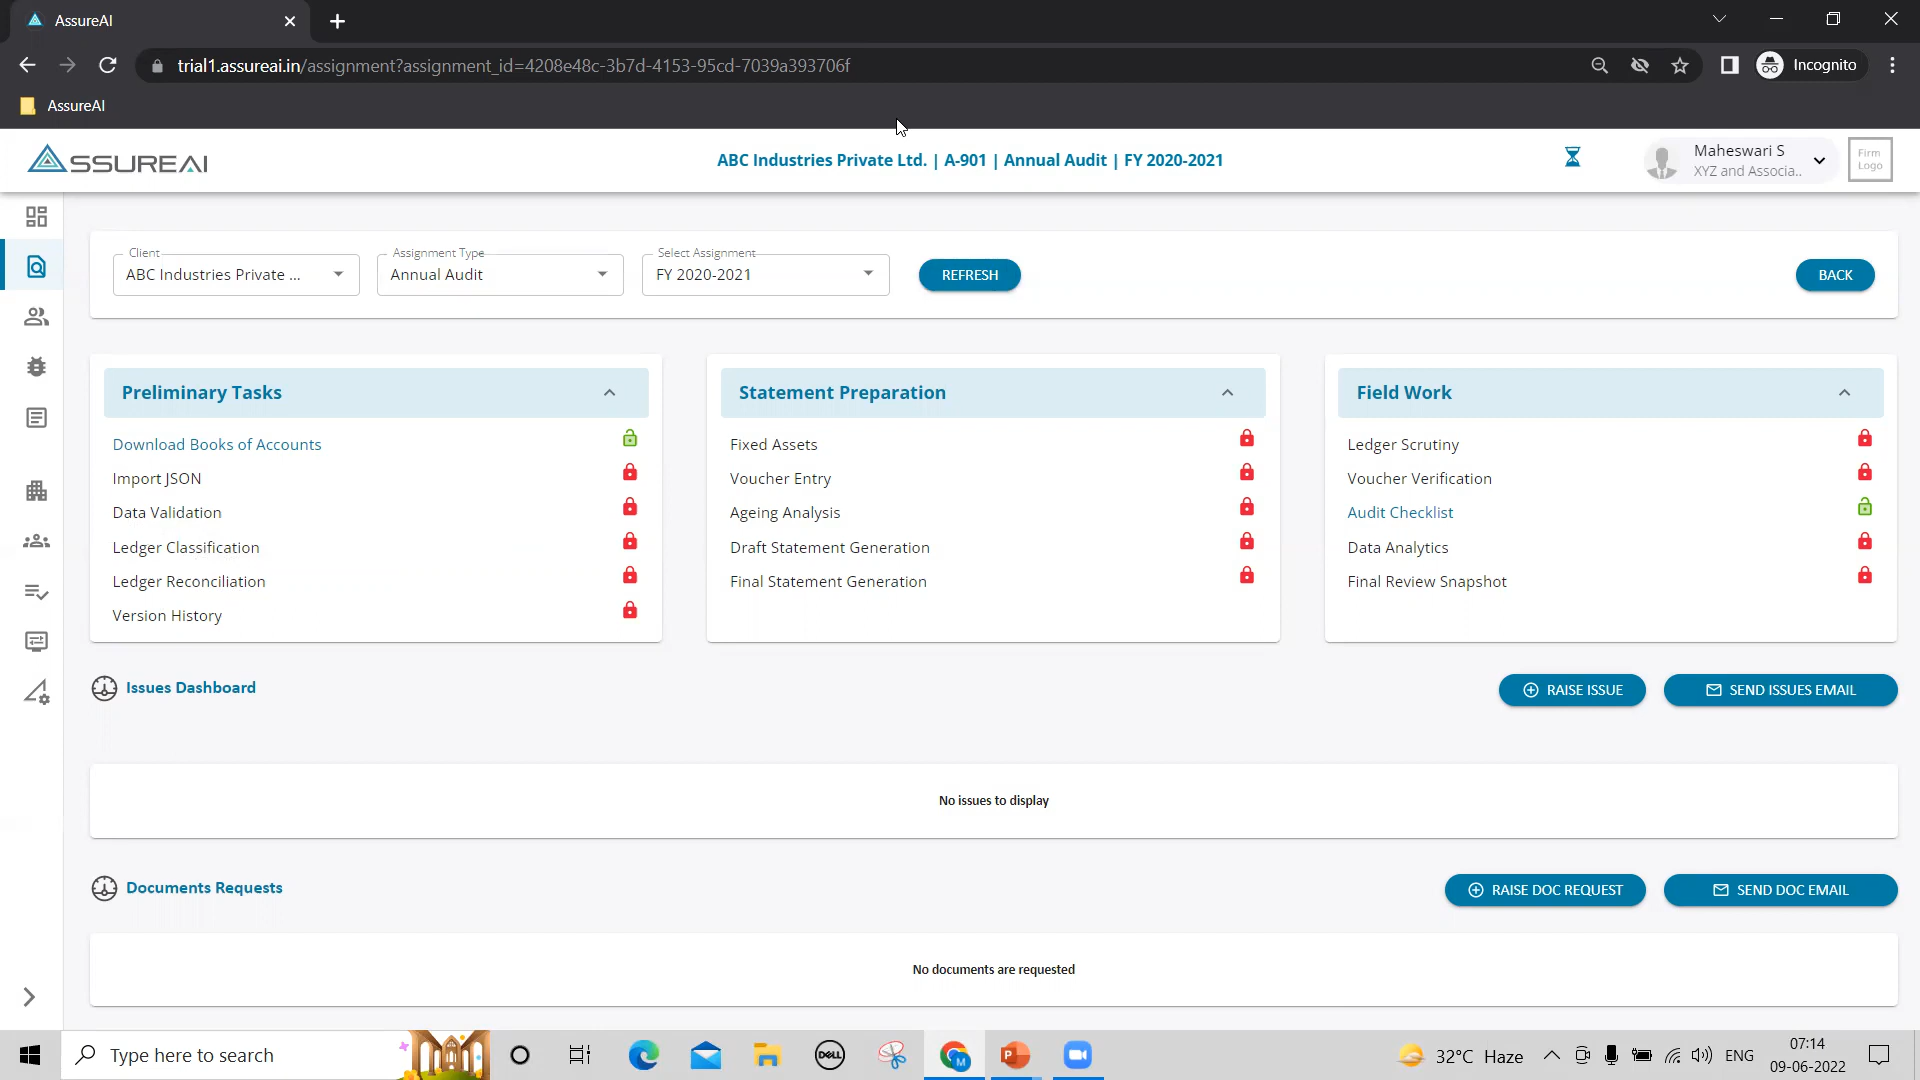 AssureAI
trial1.assureai.in/assignment?assignment_id=4208e48c-3b7d-4153-95cd-7039a393706f
Incognito
AssureAI
ASSUREAI
ABC Industries Private Ltd. | A-901 | Annual Audit | FY 2020-2021
Maheswari S
XYZ and Associa..
Firm
Logo
Client
ABC Industries Private ...
Assignment Type
Annual Audit
Select Assignment
FY 2020-2021
REFRESH
BACK
Preliminary Tasks
Download Books of Accounts
Import JSON
Data Validation
Ledger Classification
Ledger Reconciliation
Version History
Statement Preparation
Fixed Assets
Voucher Entry
Ageing Analysis
Draft Statement Generation
Final Statement Generation
Field Work
Ledger Scrutiny
Voucher Verification
Audit Checklist
Data Analytics
Final Review Snapshot
Issues Dashboard
RAISE ISSUE
SEND ISSUES EMAIL
No issues to display
Documents Requests
RAISE DOC REQUEST
SEND DOC EMAIL
No documents are requested
Type here to search
DELL
M
P
32°C Haze
ENG
07:14
09-06-2022